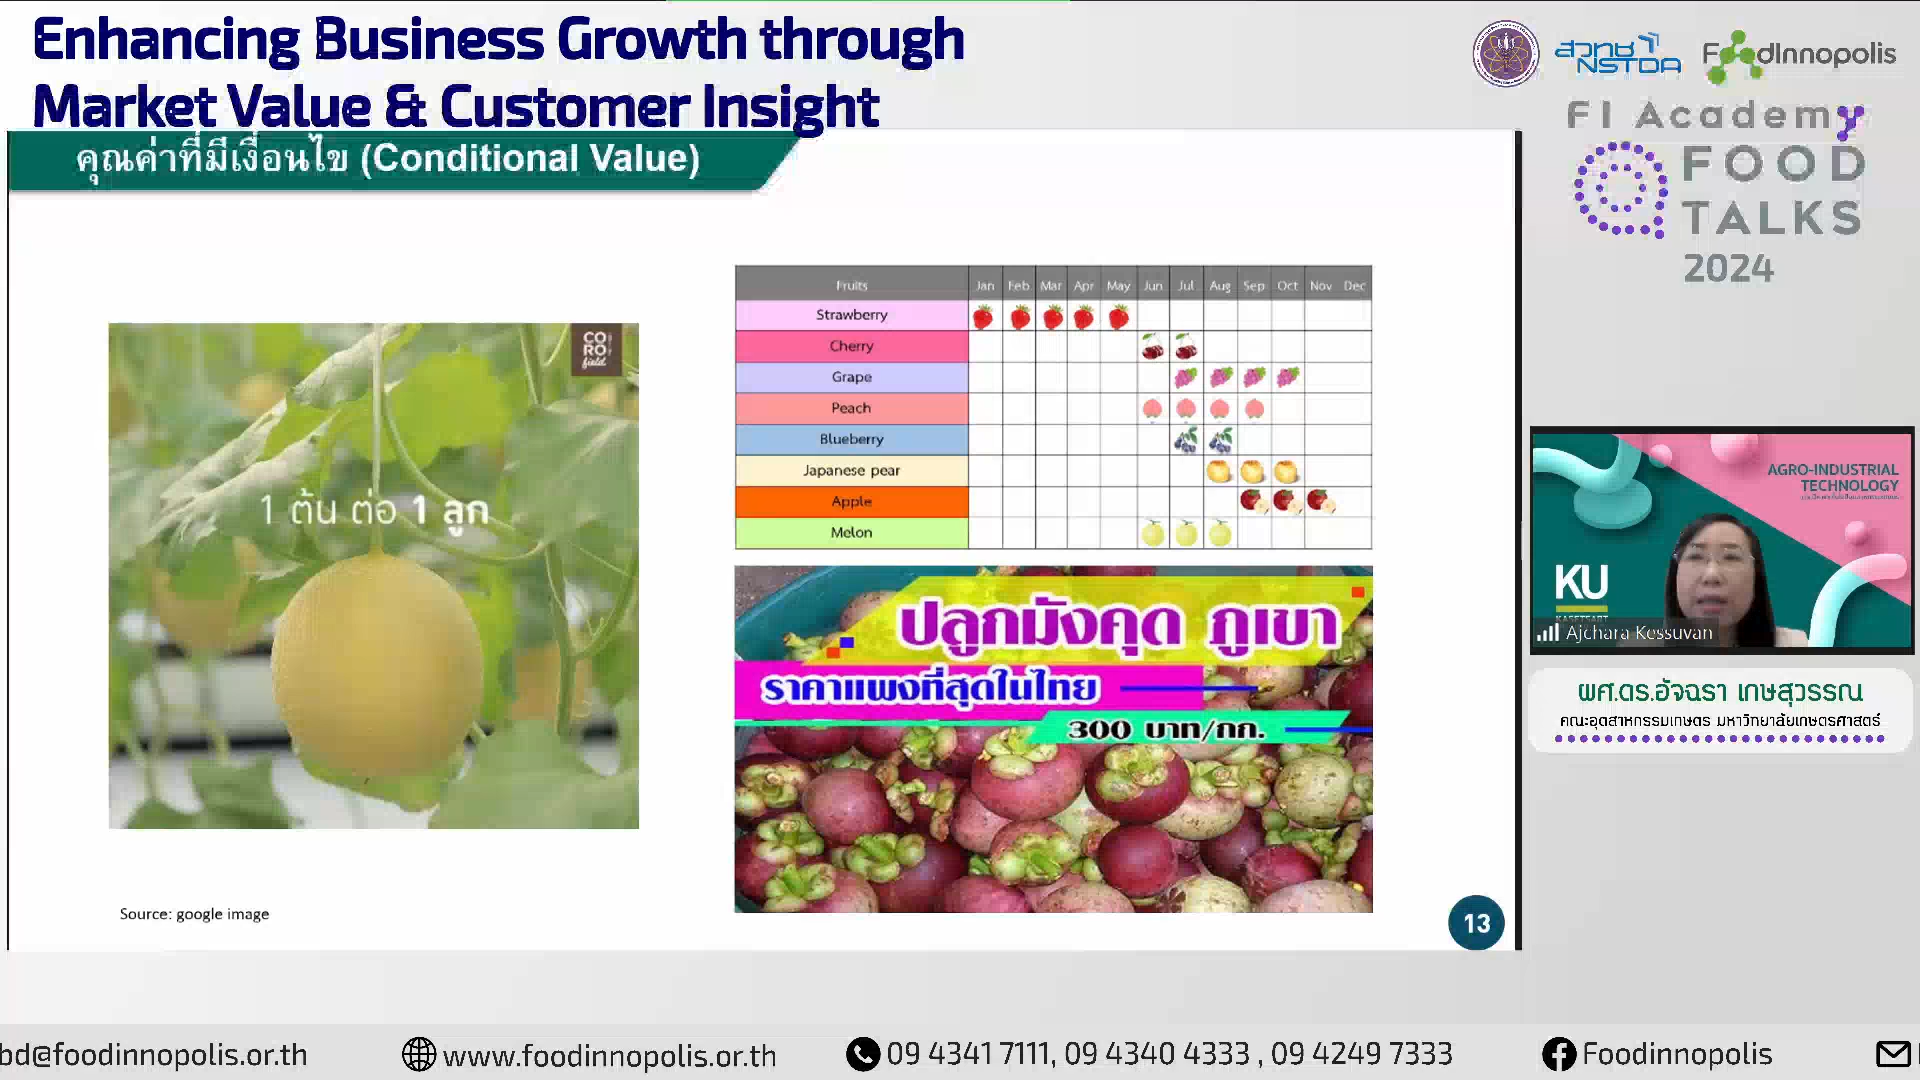 Enhancing Business Growth through
Market Value & Customer Insight
คุณค่าที่มีเงื่อนไข (Conditional Value)
สวทช
NSTDA
FoodInnopolis
FI Academy
FOOD
TALKS
2024
CO
RO
field
1 ต้น ต่อ 1 ลูก
Fruits Jan Feb Mar Apr May Jun Jul Aug Sep Oct Nov Dec
Strawberry
Cherry
Grape
Peach
Blueberry
Japanese pear
Apple
Melon
ปลูกมังคุด ภูเขา
ราคาแพงที่สุดในไทย
300 บาท/กก.
Source: google image
13
AGRO-INDUSTRIAL
TECHNOLOGY
KU
KASETSART
Ajchara Kessuvan
ผศ.ดร.อัจฉรา เกษสุวรรณ
คณะอุตสาหกรรมเกษตร มหาวิทยาลัยเกษตรศาสตร์
bd@foodinnopolis.or.th
www.foodinnopolis.or.th
09 4341 7111, 09 4340 4333 , 09 4249 7333
Foodinnopolis